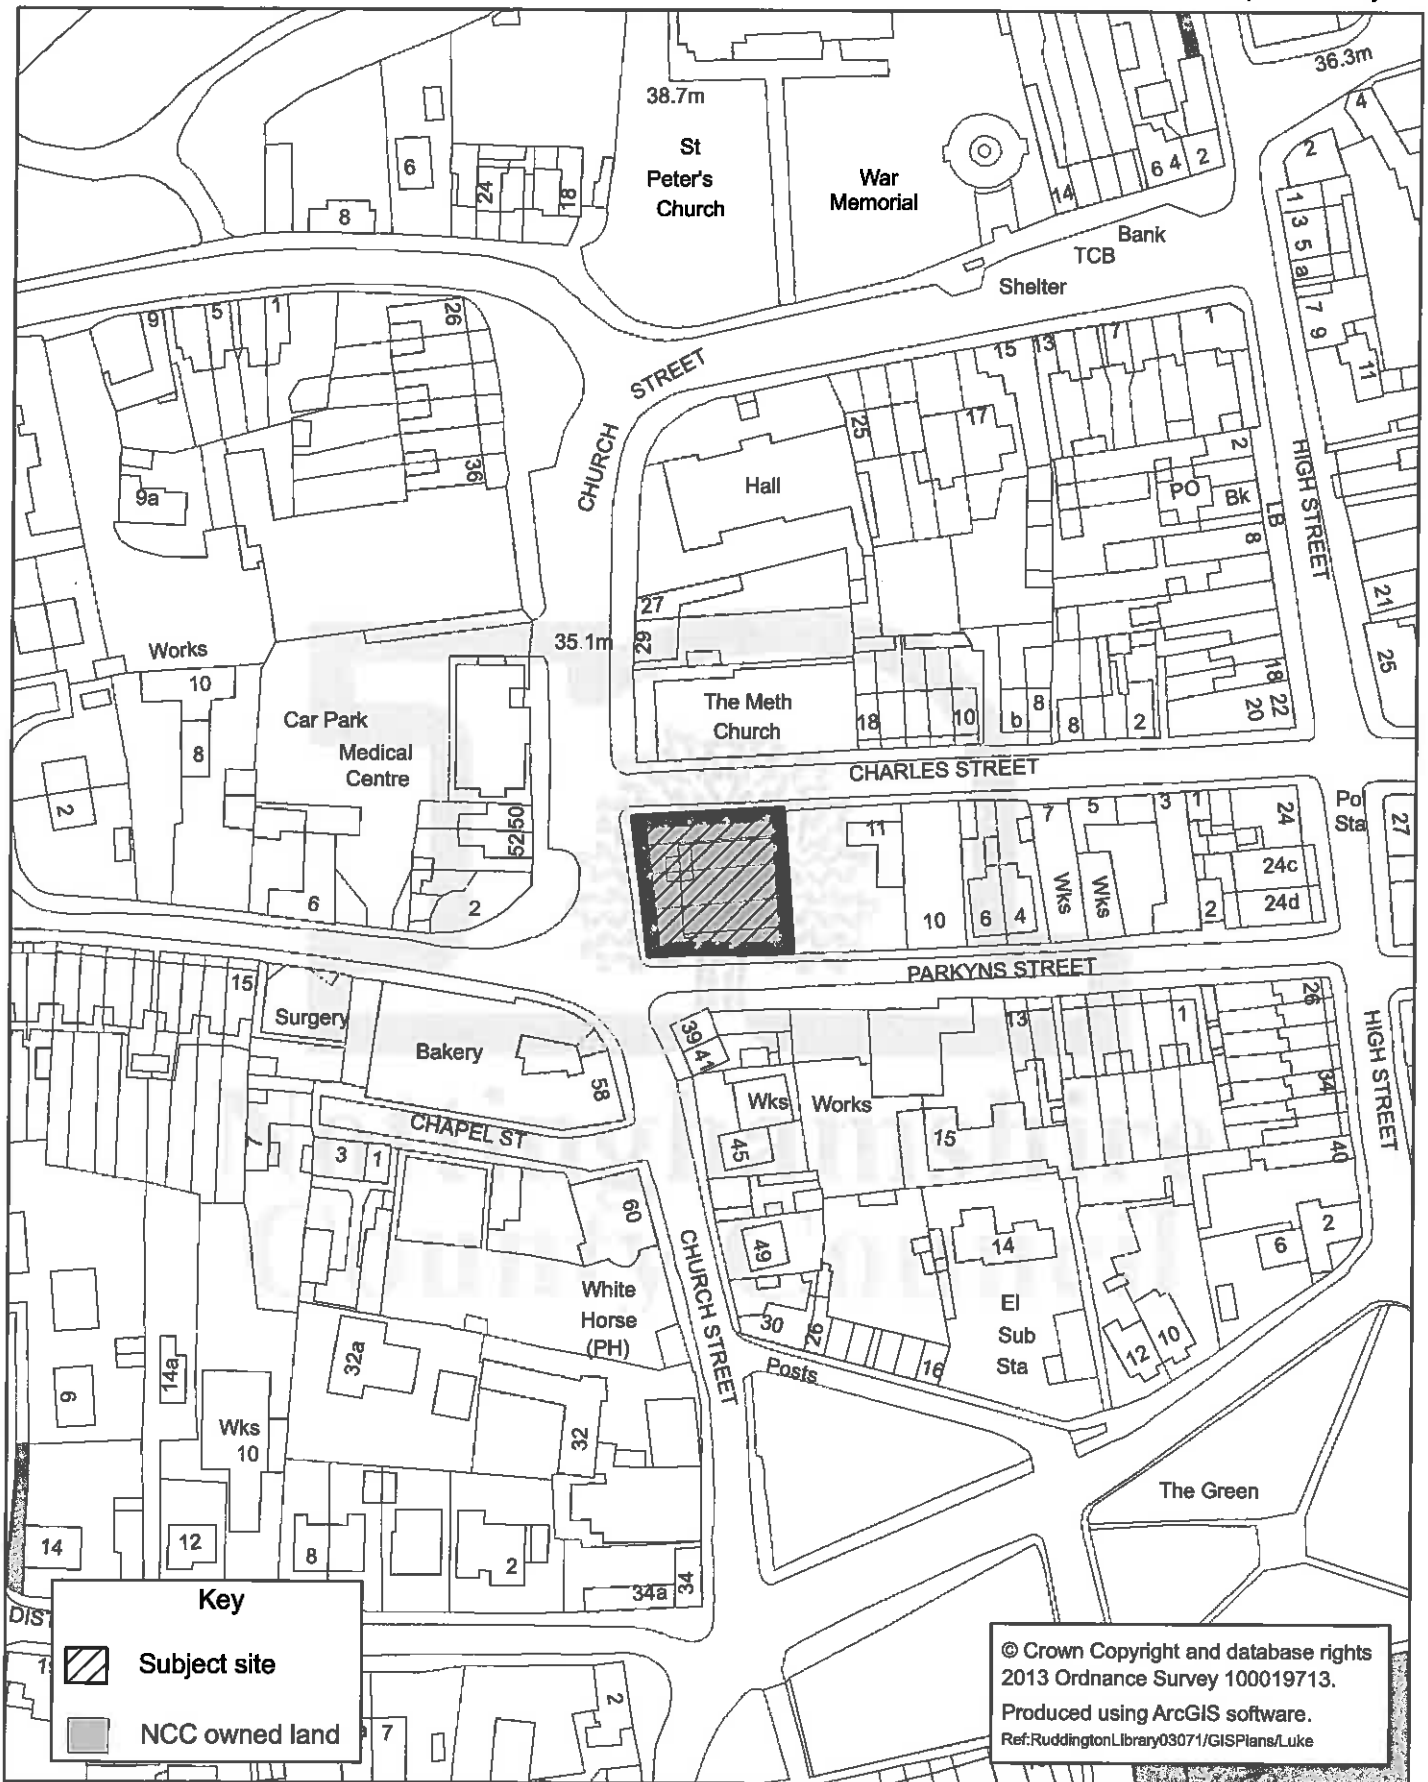 36.3m
38.7m
St
Peter's
Church
War
Memorial
6
24
18
8
14
6 4 2
4
2
1
3
5
a
7
9
11
Bank
TCB
Shelter
9
5
1
26
36
9a
CHURCH STREET
15
13
7
1
17
25
2
Hall
PO
Bk
LB
8
HIGH STREET
21
25
27
29
35.1m
Works
10
8
Car Park
Medical
Centre
The Meth
Church
18
10
b
8
8
2
18
22
20
CHARLES STREET
2
50
52
6
2
11
10
6
4
7
Wks
5
Wks
3
1
2
24
24c
24d
Pol
Sta
27
PARKYNS STREET
15
Surgery
Bakery
58
39
41
Wks
Works
45
13
1
15
26
34
40
HIGH STREET
CHAPEL ST
7
3
1
60
49
14
2
6
White
Horse
(PH)
CHURCH STREET
30
26
16
Posts
El
Sub
Sta
12
10
32a
14a
9
Wks
10
32
The Green
14
12
8
2
34a
34
DIST
Key
Subject site
NCC owned land
7
2
Nottinghamshire
County Council
© Crown Copyright and database rights
2013 Ordnance Survey 100019713.
Produced using ArcGIS software.
Ref:RuddingtonLibrary03071/GISPlans/Luke